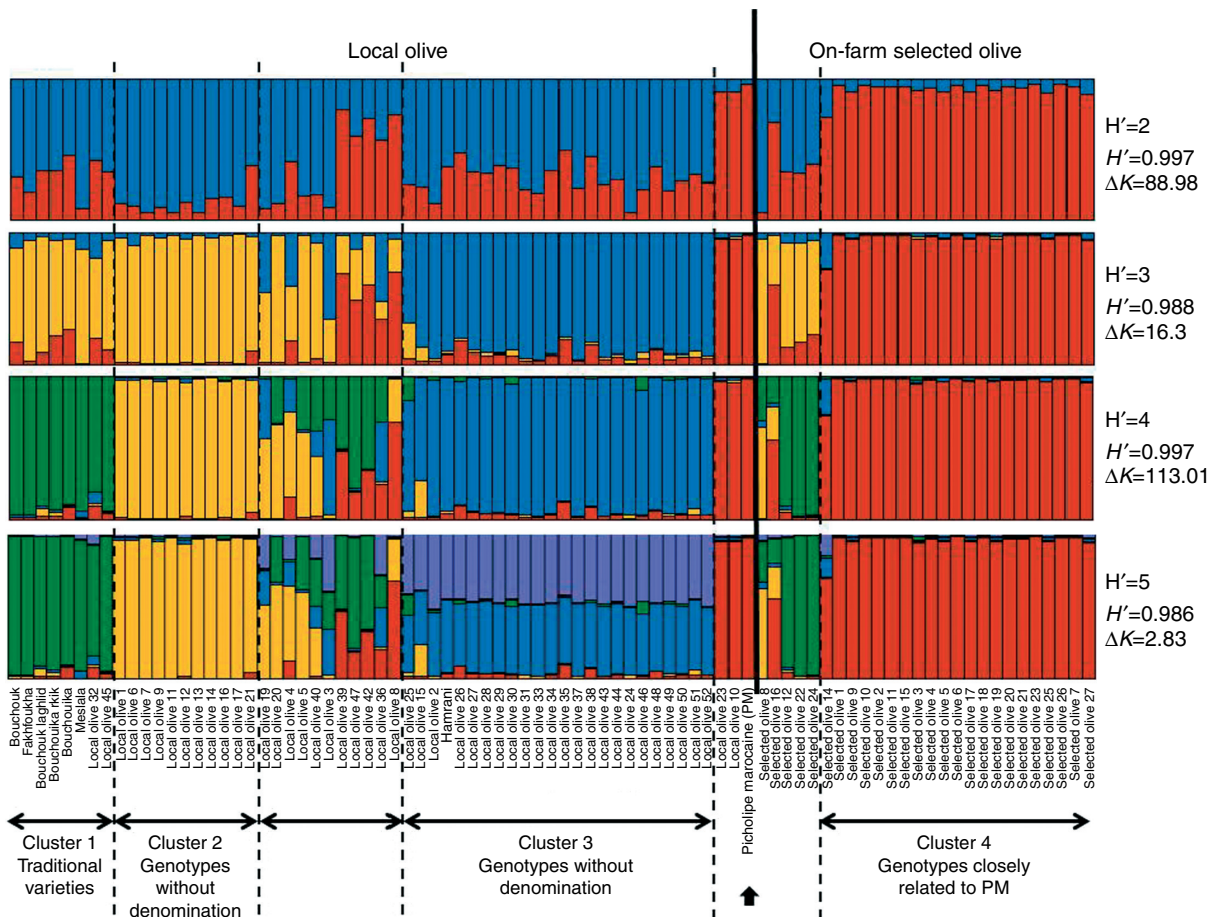 Local olive
On-farm selected olive
H′=2
H′=0.997
ΔK=88.98
H′=3
H′=0.988
ΔK=16.3
H′=4
H′=0.997
ΔK=113.01
H′=5
H′=0.986
ΔK=2.83
Bouchouk
Fakhfoukha
Bouchouk laghlid
Bouchouika rkik
Bouchouika
Meslala
Local olive 32
Local olive 45
Local olive 1
Local olive 6
Local olive 7
Local olive 9
Local olive 11
Local olive 12
Local olive 13
Local olive 14
Local olive 16
Local olive 17
Local olive 21
Local olive 19
Local olive 20
Local olive 4
Local olive 5
Local olive 40
Local olive 3
Local olive 39
Local olive 47
Local olive 42
Local olive 36
Local olive 8
Local olive 25
Local olive 15
Local olive 2
Hamrani
Local olive 26
Local olive 27
Local olive 28
Local olive 29
Local olive 30
Local olive 31
Local olive 33
Local olive 34
Local olive 35
Local olive 37
Local olive 38
Local olive 43
Local olive 44
Local olive 24
Local olive 46
Local olive 48
Local olive 49
Local olive 50
Local olive 51
Local olive 52
Local olive 23
Local olive 10
Picholipe marocaine (PM)
Selected olive 8
Selected olive 16
Selected olive 12
Selected olive 22
Selected olive 24
Selected olive 14
Selected olive 1
Selected olive 9
Selected olive 10
Selected olive 2
Selected olive 11
Selected olive 15
Selected olive 3
Selected olive 4
Selected olive 5
Selected olive 6
Selected olive 17
Selected olive 18
Selected olive 19
Selected olive 20
Selected olive 21
Selected olive 23
Selected olive 25
Selected olive 26
Selected olive 7
Selected olive 27
Cluster 1
Traditional
varieties
Cluster 2
Genotypes
without
denomination
Cluster 3
Genotypes without
denomination
Cluster 4
Genotypes closely
related to PM